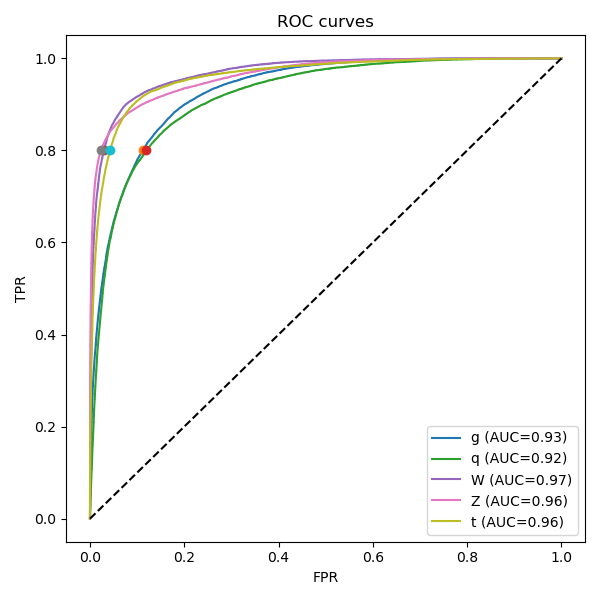 ROC curves
1.0
0.8
0.6
0.4
0.2
0.0
TPR
g (AUC=0.93)
q (AUC=0.92)
W (AUC=0.97)
Z (AUC=0.96)
t (AUC=0.96)
0.0 0.2 0.4 0.6 0.8 1.0
FPR